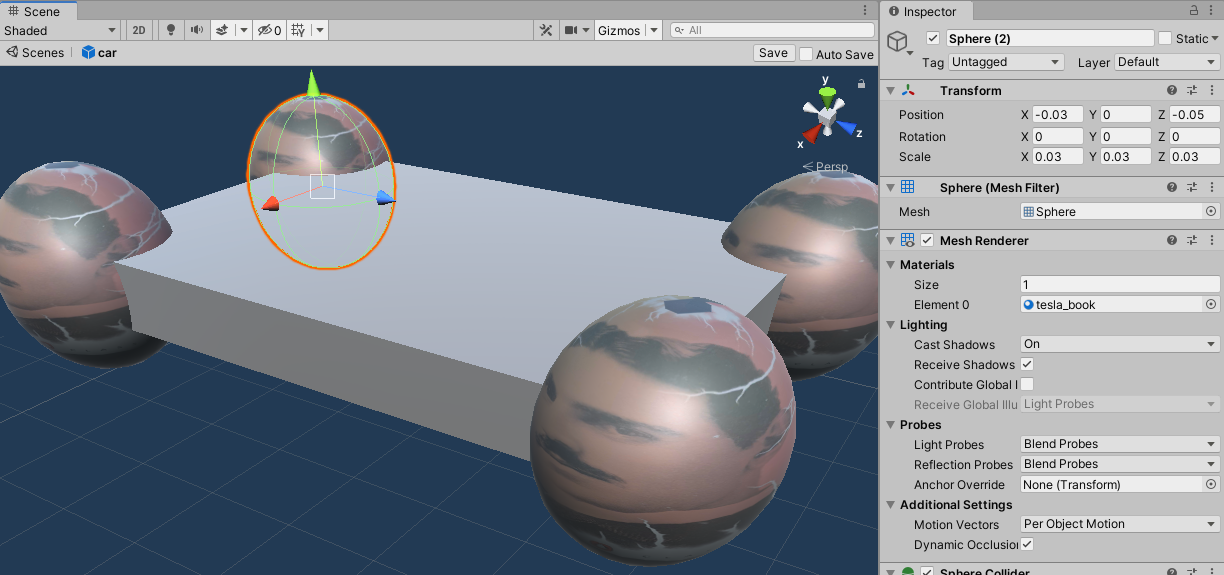 Scene
Shaded
2D
0
Gizmos
All
Scenes
car
Save
Auto Save
y
x
z
Persp
Inspector
Sphere (2)
Static
Tag Untagged Layer Default
Transform
Position X -0.03 Y 0 Z -0.05
Rotation X 0 Y 0 Z 0
Scale X 0.03 Y 0.03 Z 0.03
Sphere (Mesh Filter)
Mesh Sphere
Mesh Renderer
Materials
Size 1
Element 0 tesla_book
Lighting
Cast Shadows On
Receive Shadows
Contribute Global I
Receive Global Illu Light Probes
Probes
Light Probes Blend Probes
Reflection Probes Blend Probes
Anchor Override None (Transform)
Additional Settings
Motion Vectors Per Object Motion
Dynamic Occlusion
Sphere Collider